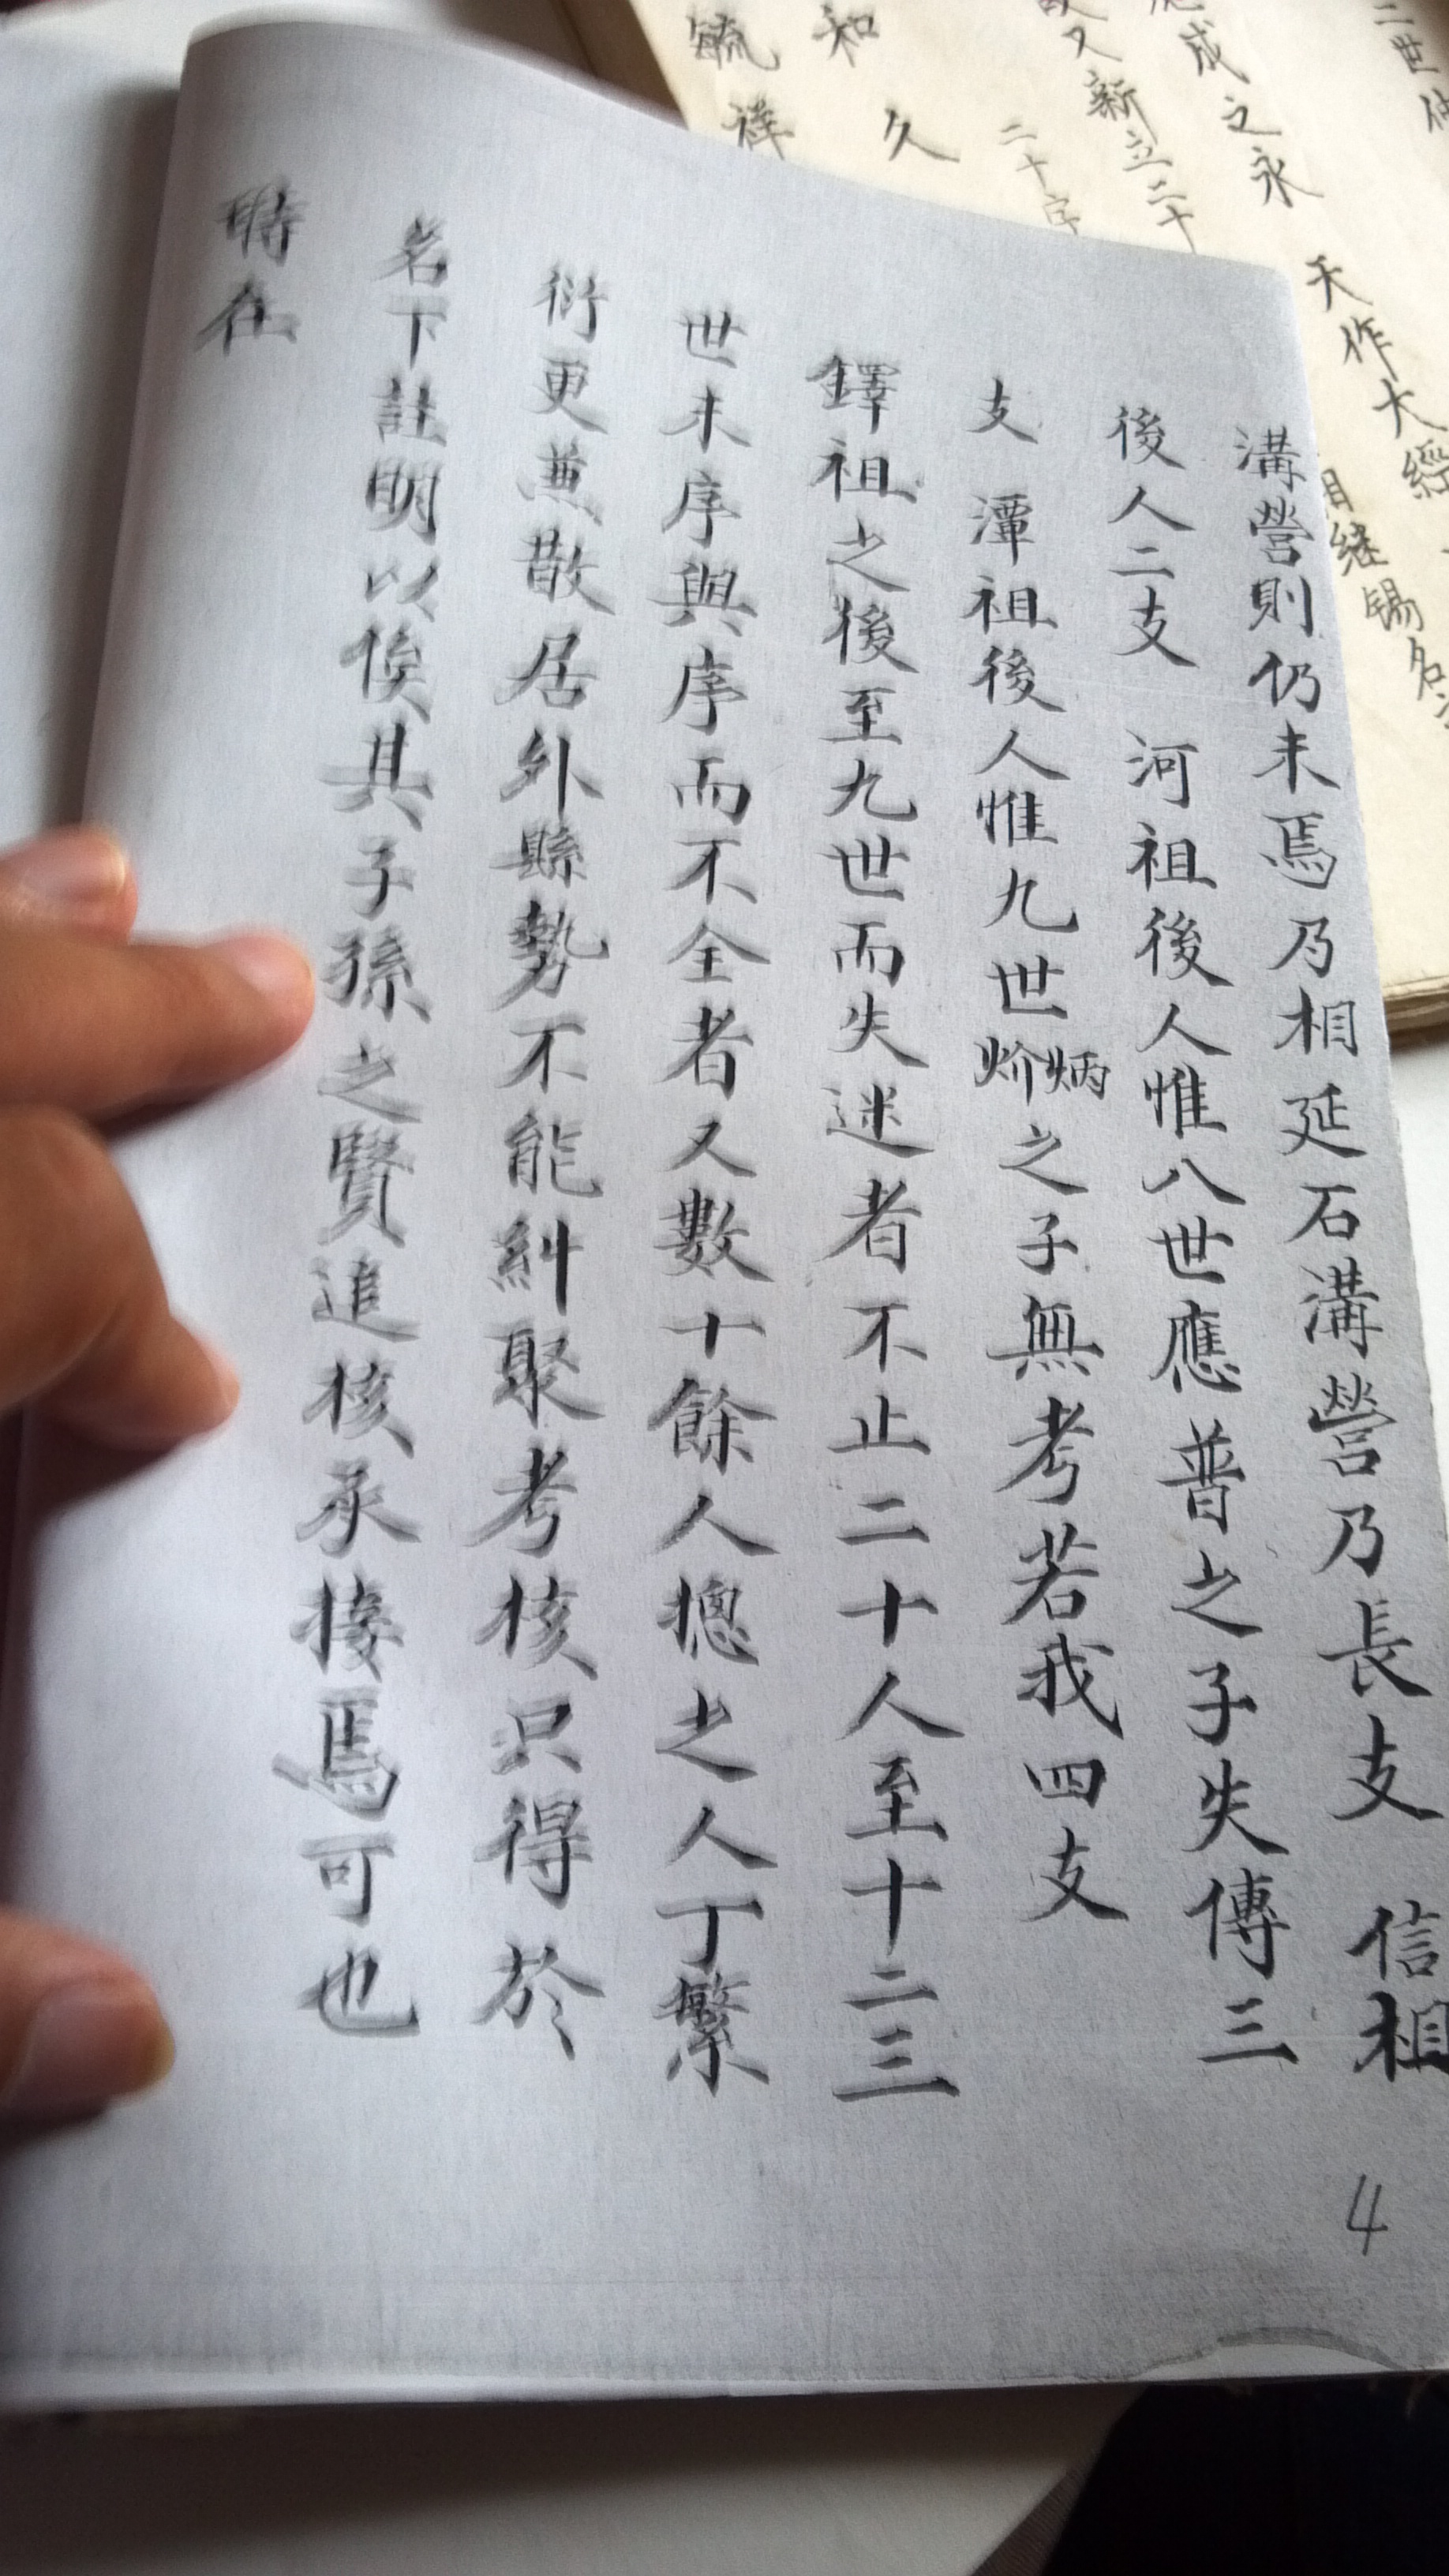 溝營則仍未焉乃相延石溝營乃長支 信祖
後人二支 河祖後人惟八世應普之子失傳三
支 潭祖後人惟九世炌炳之子無考若我四支
鐸祖之後至九世而失迷者不止二十人至十二三
世未序與序而不全者又數十餘人摠之人丁繁
衍更兼散居外縣勢不能糾聚考核只得於
名下註明以俟其子孫之賢追核承接焉可也
時在
4
二世
成之永
又新立二十
二十字
和 久
毓 祥
天作大經
相继锡名